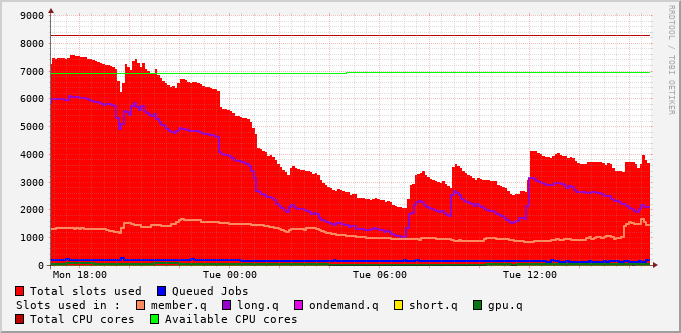 9000
8000
7000
6000
5000
4000
3000
2000
1000
0
Mon 18:00 Tue 00:00 Tue 06:00 Tue 12:00
RRDTOOL / TOBI OETIKER
Total slots used Queued Jobs
Slots used in : member.q long.q ondemand.q short.q gpu.q
Total CPU cores Available CPU cores